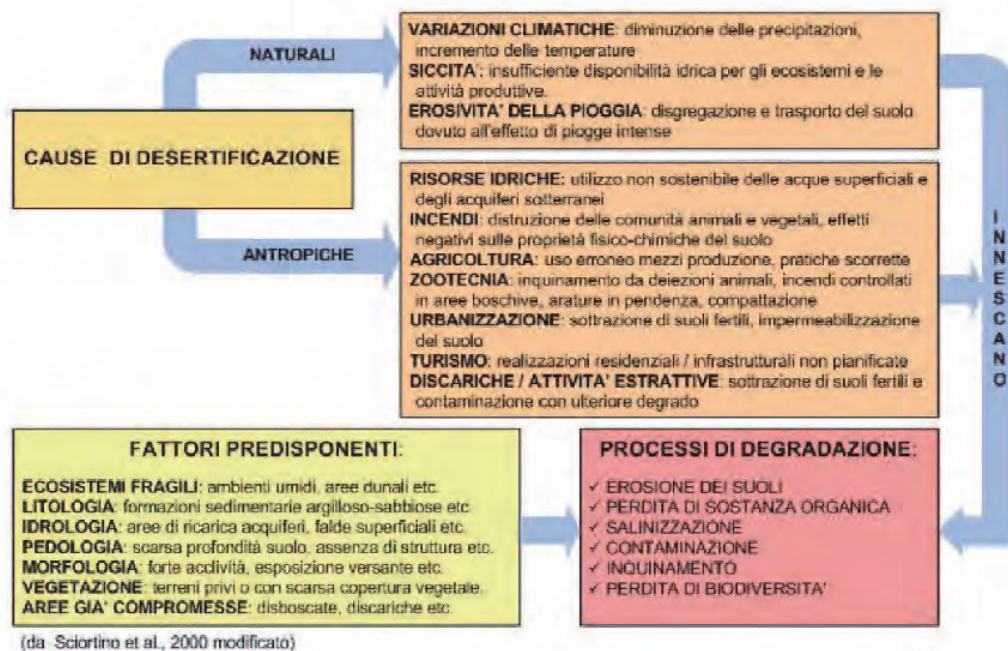 NATURALI
VARIAZIONI CLIMATICHE: diminuzione delle precipitazioni,
incremento delle temperature
SICCITA': insufficiente disponibilità idrica per gli ecosistemi e le
attività produttive.
EROSIVITA' DELLA PIOGGIA: disgregazione e trasporto del suolo
dovuto all'effetto di piogge intense
CAUSE DI DESERTIFICAZIONE
ANTROPICHE
RISORSE IDRICHE: utilizzo non sostenibile delle acque superficiali e
degli acquiferi sotterranei
INCENDI: distruzione delle comunità animali e vegetali, effetti
negativi sulle proprietà fisico-chimiche del suolo
AGRICOLTURA: uso erroneo mezzi produzione, pratiche scorrette
ZOOTECNIA: inquinamento da deiezioni animali, incendi controllati
in aree boschive, arature in pendenza, compattazione
URBANIZZAZIONE: sottrazione di suoli fertili, impermeabilizzazione
del suolo
TURISMO: realizzazioni residenziali / infrastrutturali non pianificate
DISCARICHE / ATTIVITA' ESTRATTIVE: sottrazione di suoli fertili e
contaminazione con ulteriore degrado
INNESCANO
FATTORI PREDISPONENTI:
ECOSISTEMI FRAGILI: ambienti umidi, aree dunali etc.
LITOLOGIA: formazioni sedimentarie argilloso-sabbiose etc.
IDROLOGIA: aree di ricarica acquiferi, falde superficiali etc.
PEDOLOGIA: scarsa profondità suolo, assenza di struttura etc.
MORFOLOGIA: forte acclività, esposizione versante etc.
VEGETAZIONE: terreni privi o con scarsa copertura vegetale.
AREE GIA' COMPROMESSE: disboscate, discariche etc.
PROCESSI DI DEGRADAZIONE:
✓ EROSIONE DEI SUOLI
✓ PERDITA DI SOSTANZA ORGANICA
✓ SALINIZZAZIONE
✓ CONTAMINAZIONE
✓ INQUINAMENTO
✓ PERDITA DI BIODIVERSITA'
(da Sciortino et al., 2000 modificato)